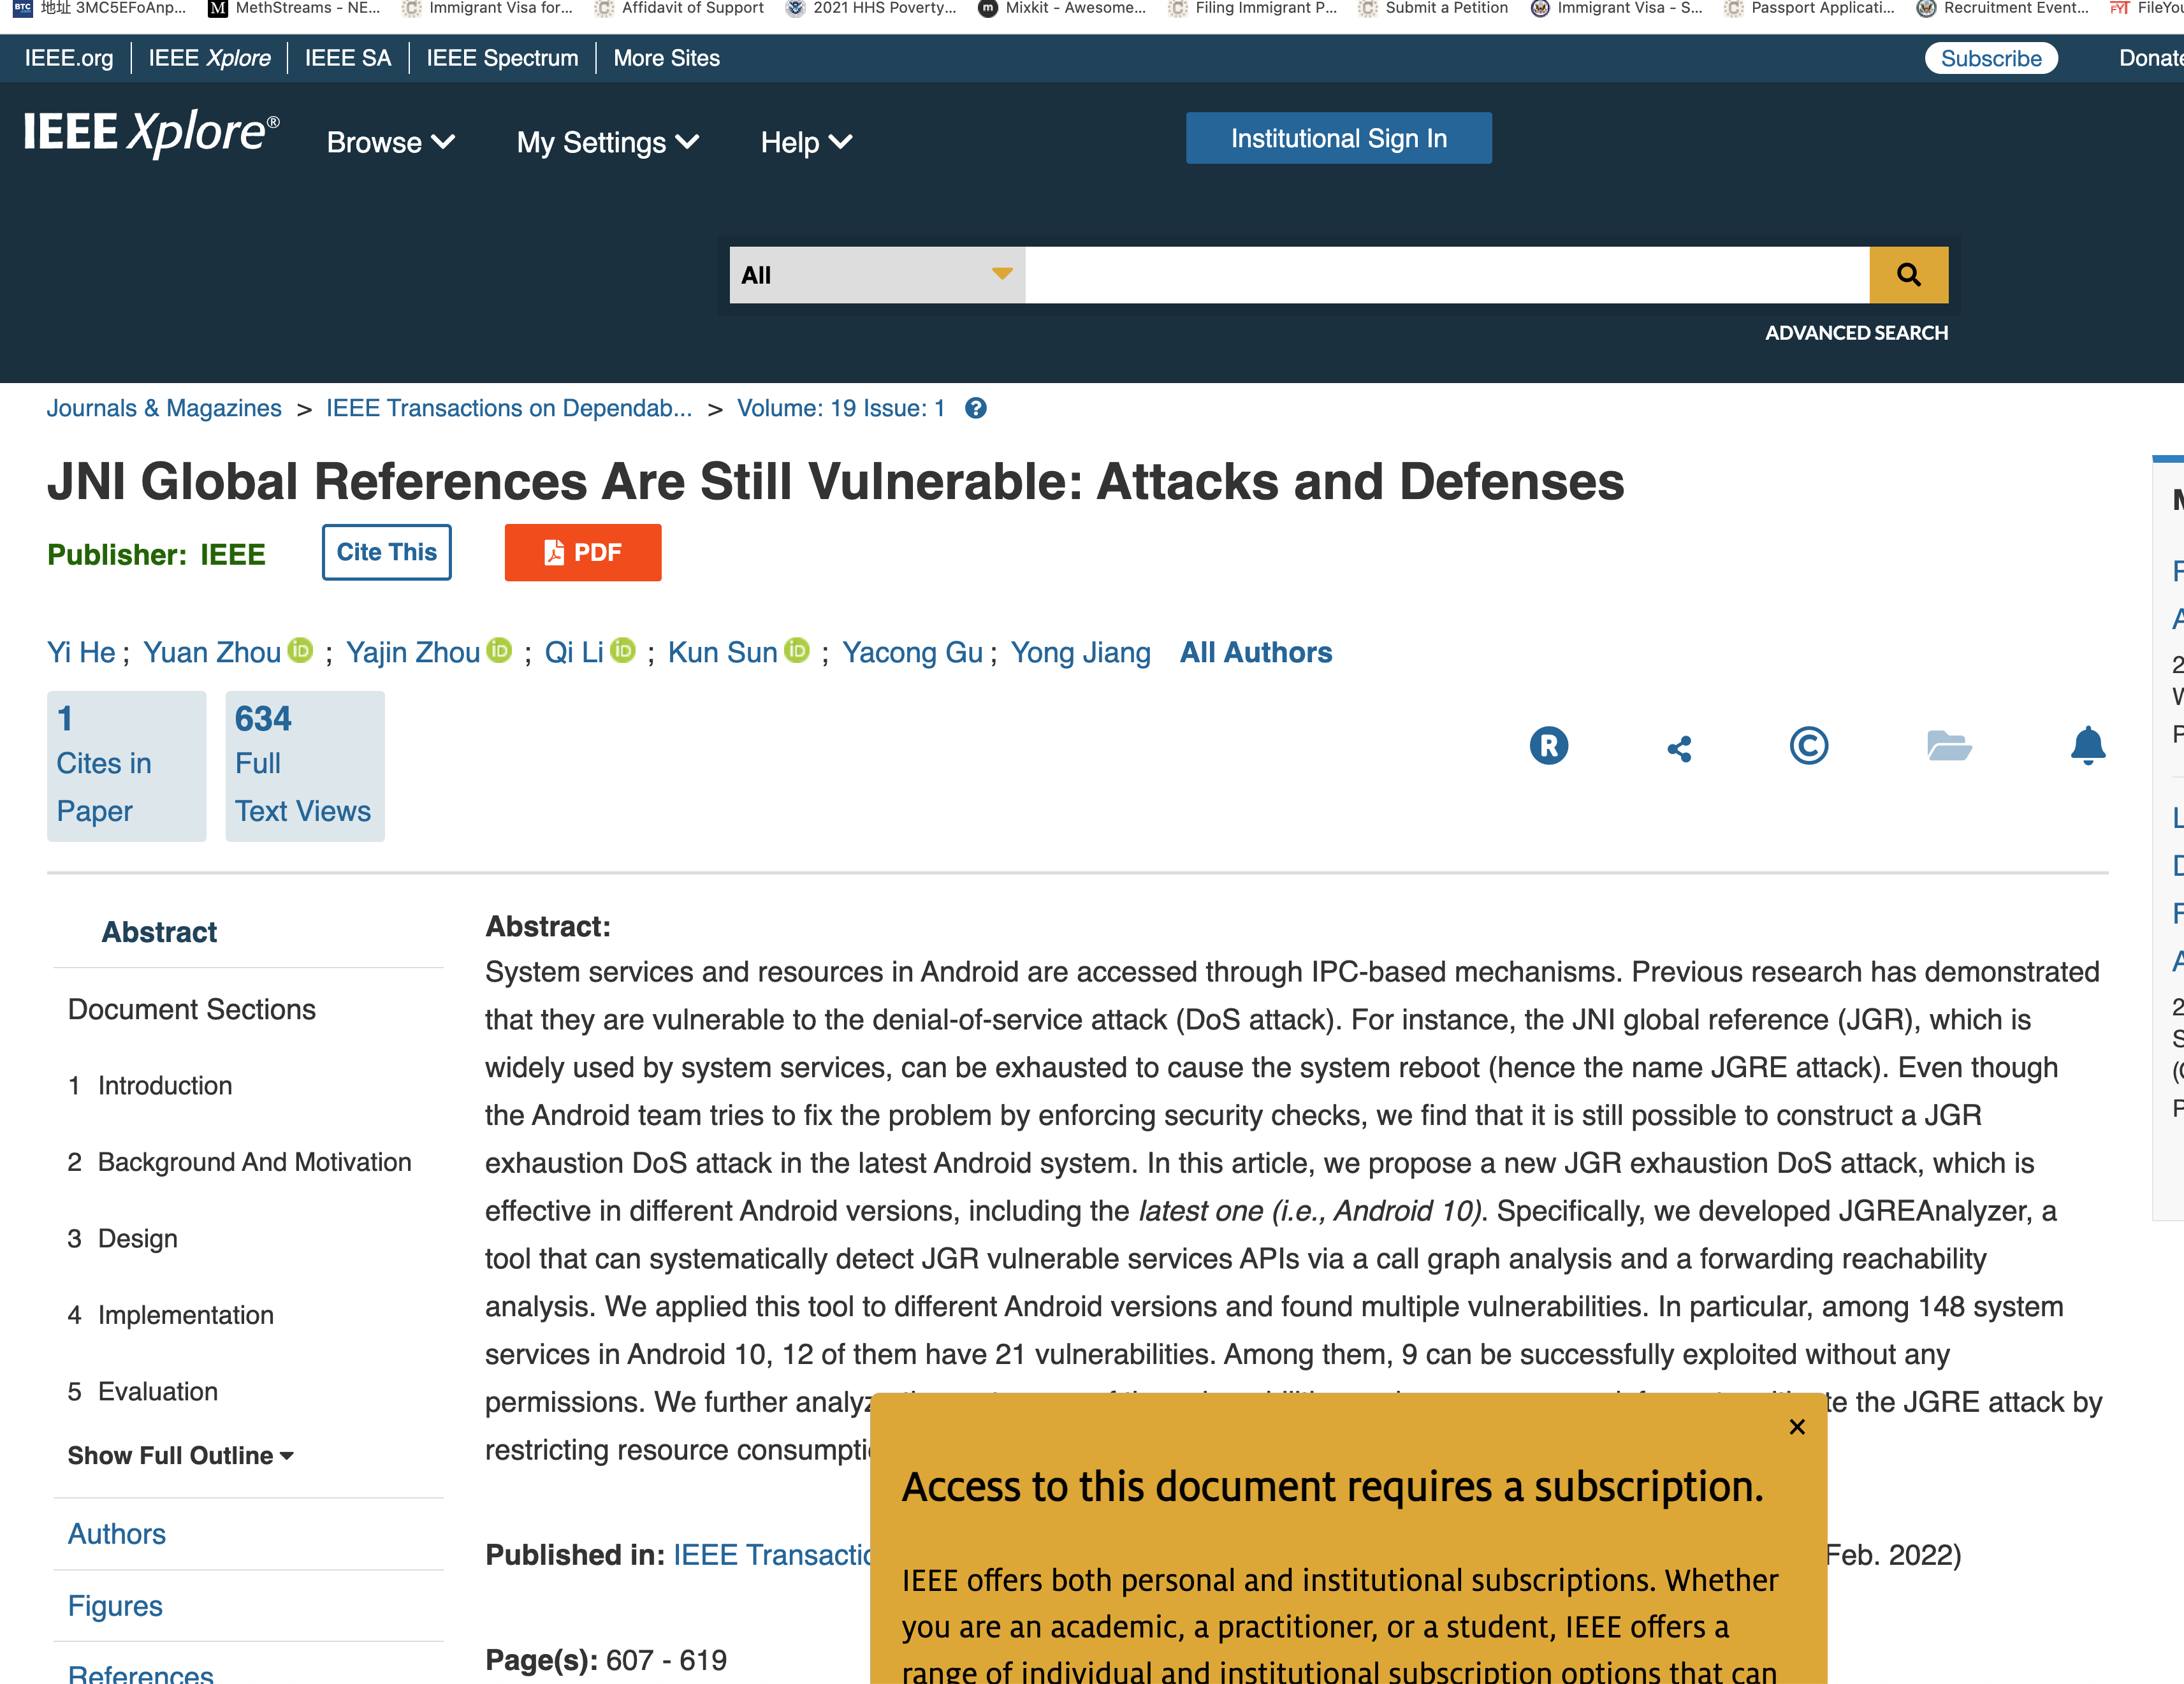 地址 3MC5EFoAnp... MethStreams - NE... Immigrant Visa for... Affidavit of Support 2021 HHS Poverty... Mixkit - Awesome... Filing Immigrant P... Submit a Petition Immigrant Visa - S... Passport Applicati... Recruitment Event... FileYou
IEEE.org IEEE Xplore IEEE SA IEEE Spectrum More Sites Subscribe Donate
IEEE Xplore® Browse My Settings Help Institutional Sign In
All
ADVANCED SEARCH
Journals & Magazines > IEEE Transactions on Dependab... > Volume: 19 Issue: 1 ?
JNI Global References Are Still Vulnerable: Attacks and Defenses
Publisher: IEEE Cite This PDF
Yi He ; Yuan Zhou iD ; Yajin Zhou iD ; Qi Li iD ; Kun Sun iD ; Yacong Gu ; Yong Jiang All Authors
1
Cites in
Paper
634
Full
Text Views
R ©
Abstract
Document Sections
1 Introduction
2 Background And Motivation
3 Design
4 Implementation
5 Evaluation
Show Full Outline
Authors
Figures
References
Abstract:
System services and resources in Android are accessed through IPC-based mechanisms. Previous research has demonstrated
that they are vulnerable to the denial-of-service attack (DoS attack). For instance, the JNI global reference (JGR), which is
widely used by system services, can be exhausted to cause the system reboot (hence the name JGRE attack). Even though
the Android team tries to fix the problem by enforcing security checks, we find that it is still possible to construct a JGR
exhaustion DoS attack in the latest Android system. In this article, we propose a new JGR exhaustion DoS attack, which is
effective in different Android versions, including the latest one (i.e., Android 10). Specifically, we developed JGREAnalyzer, a
tool that can systematically detect JGR vulnerable services APIs via a call graph analysis and a forwarding reachability
analysis. We applied this tool to different Android versions and found multiple vulnerabilities. In particular, among 148 system
services in Android 10, 12 of them have 21 vulnerabilities. Among them, 9 can be successfully exploited without any
permissions. We further analyz te the JGRE attack by
restricting resource consumpti
Published in: IEEE Transactio Feb. 2022)
Page(s): 607 - 619
×
Access to this document requires a subscription.
IEEE offers both personal and institutional subscriptions. Whether
you are an academic, a practitioner, or a student, IEEE offers a
range of individual and institutional subscription options that can